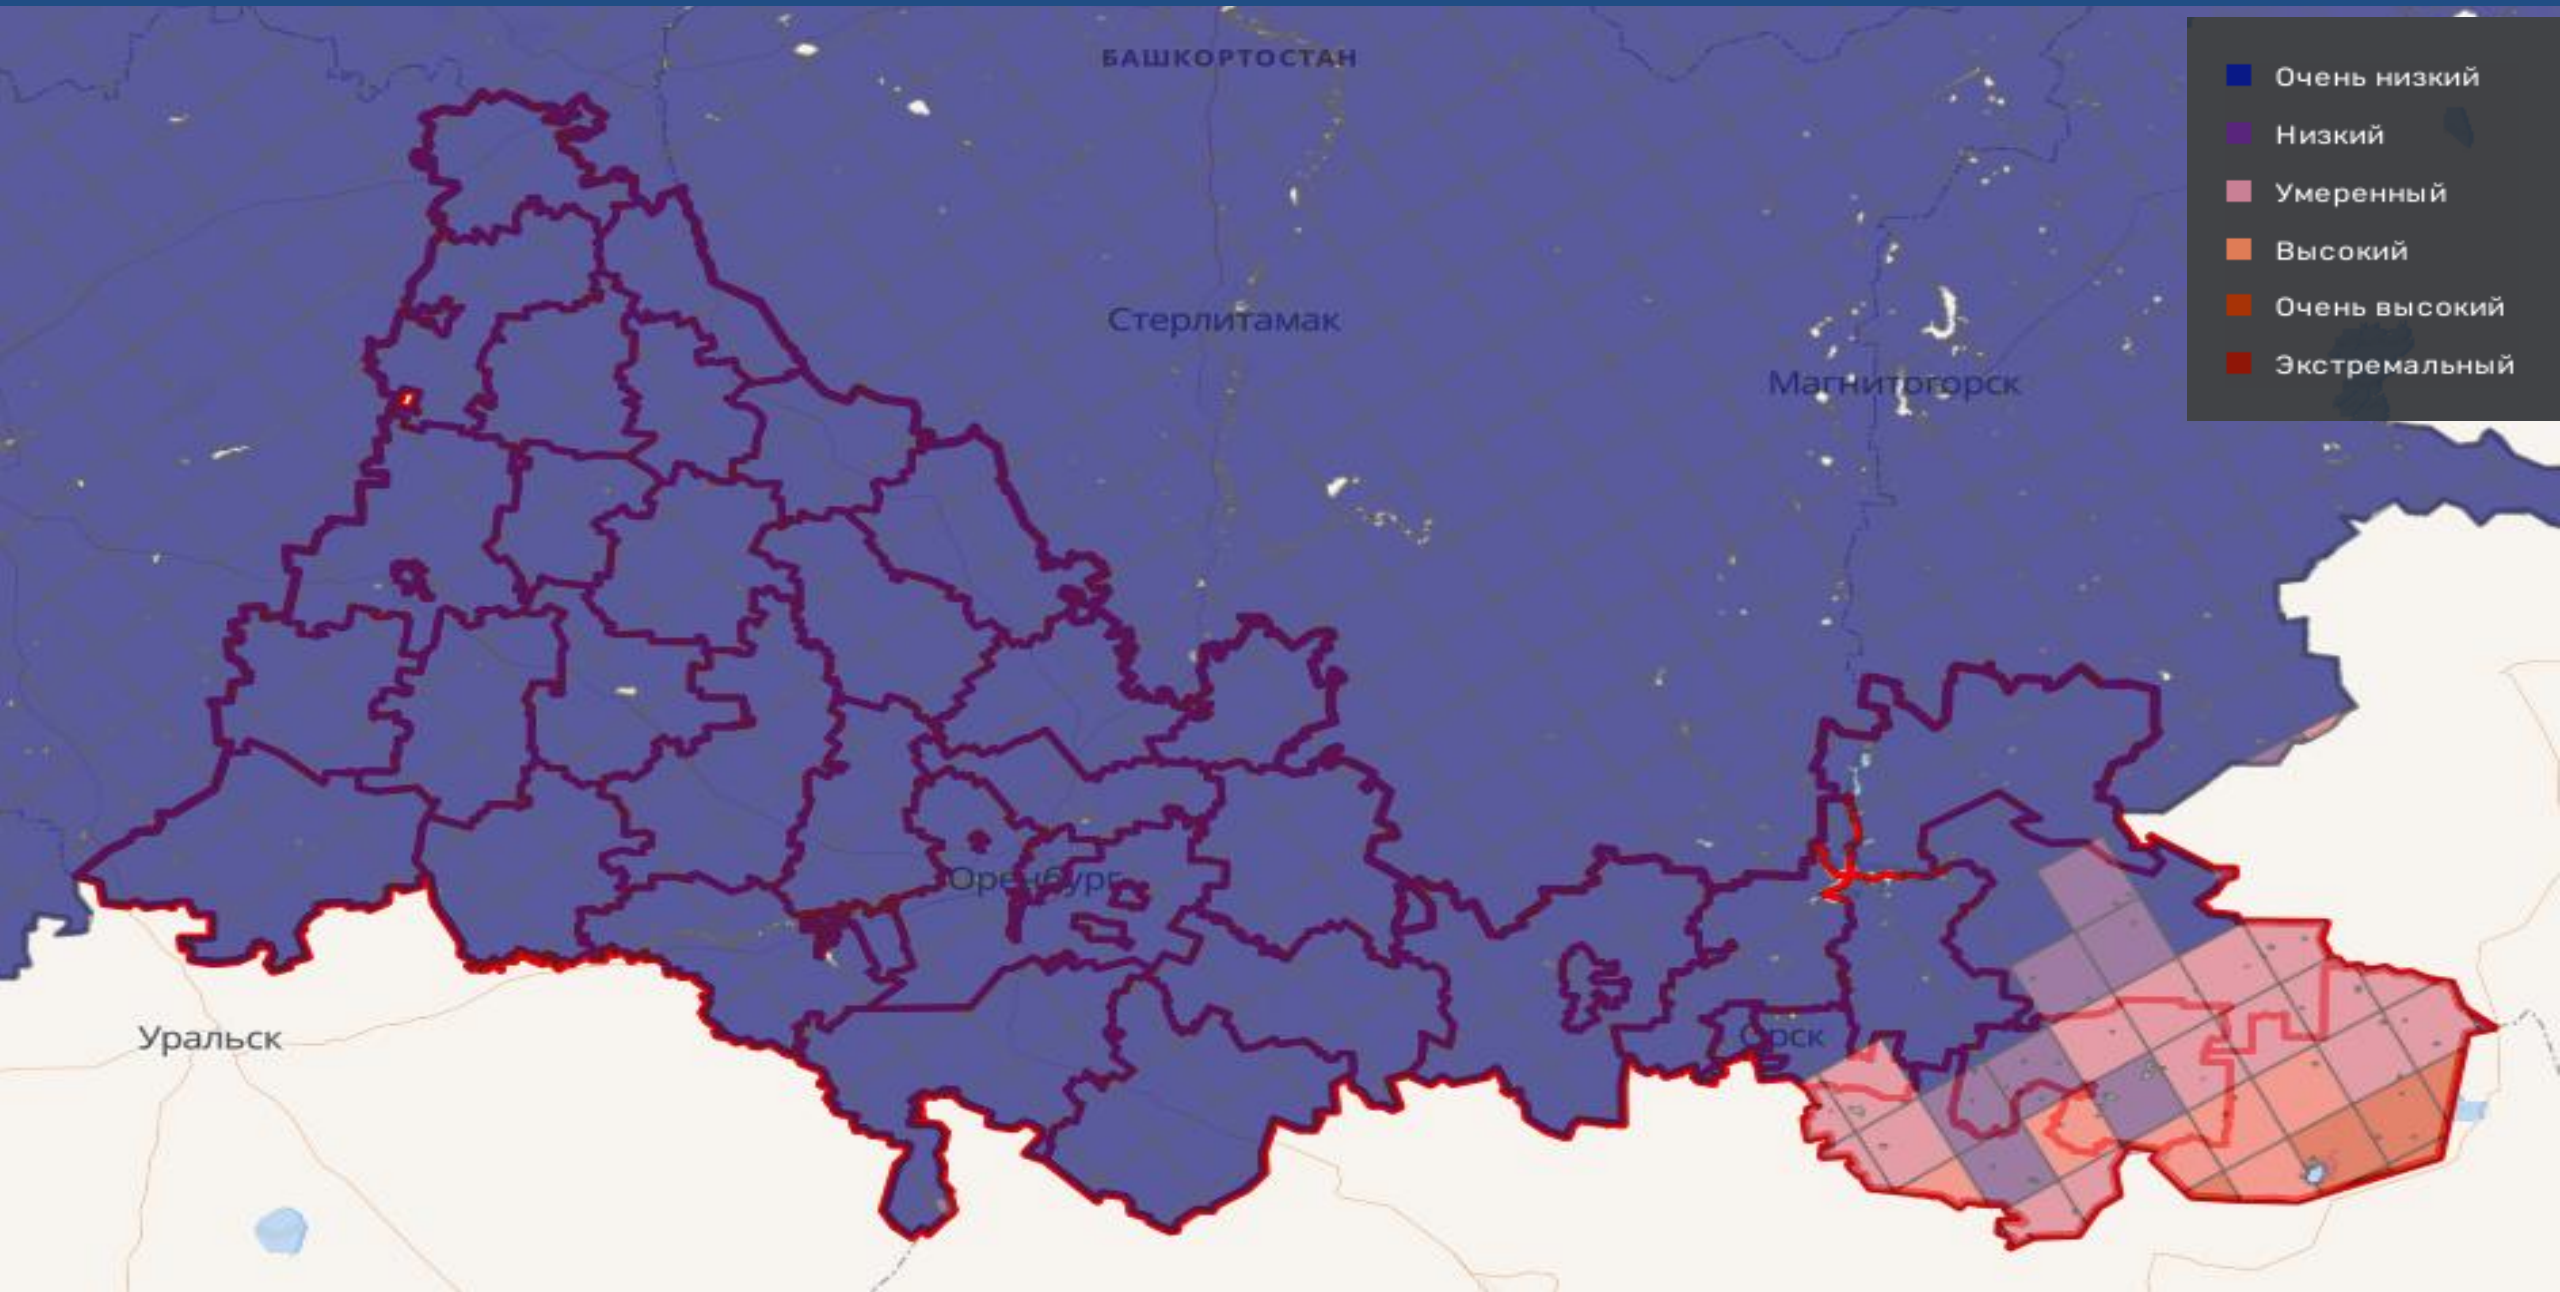 БАШКОРТОСТАН
Очень низкий
Низкий
Умеренный
Высокий
Очень высокий
Экстремальный
Стерлитамак
Магнитогорск
Оренбург
Уральск
Орск